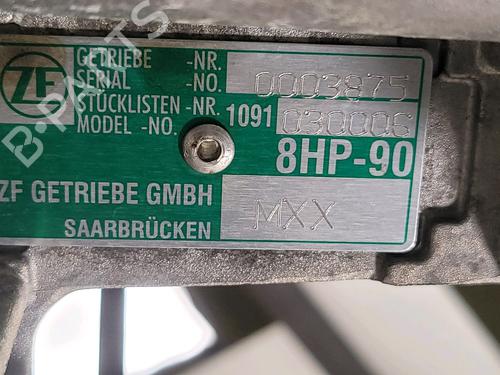 ZF
GETRIEBE -NR.
SERIAL -NO. 0003875
STÜCKLISTEN -NR. 1091
MODEL -NO. 030006
8HP-90
ZF GETRIEBE GMBH
SAARBRÜCKEN MXX
B-PARTS